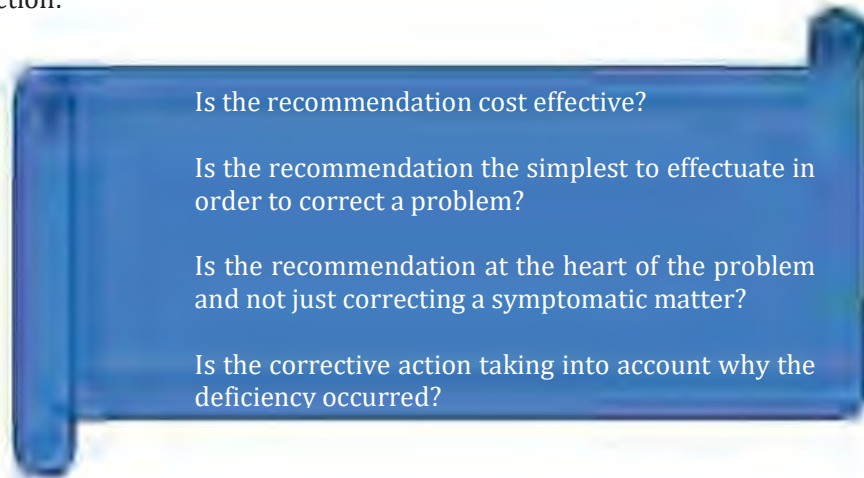 Is the recommendation cost effective?
Is the recommendation the simplest to effectuate in
order to correct a problem?
Is the recommendation at the heart of the problem
and not just correcting a symptomatic matter?
Is the corrective action taking into account why the
deficiency occurred?